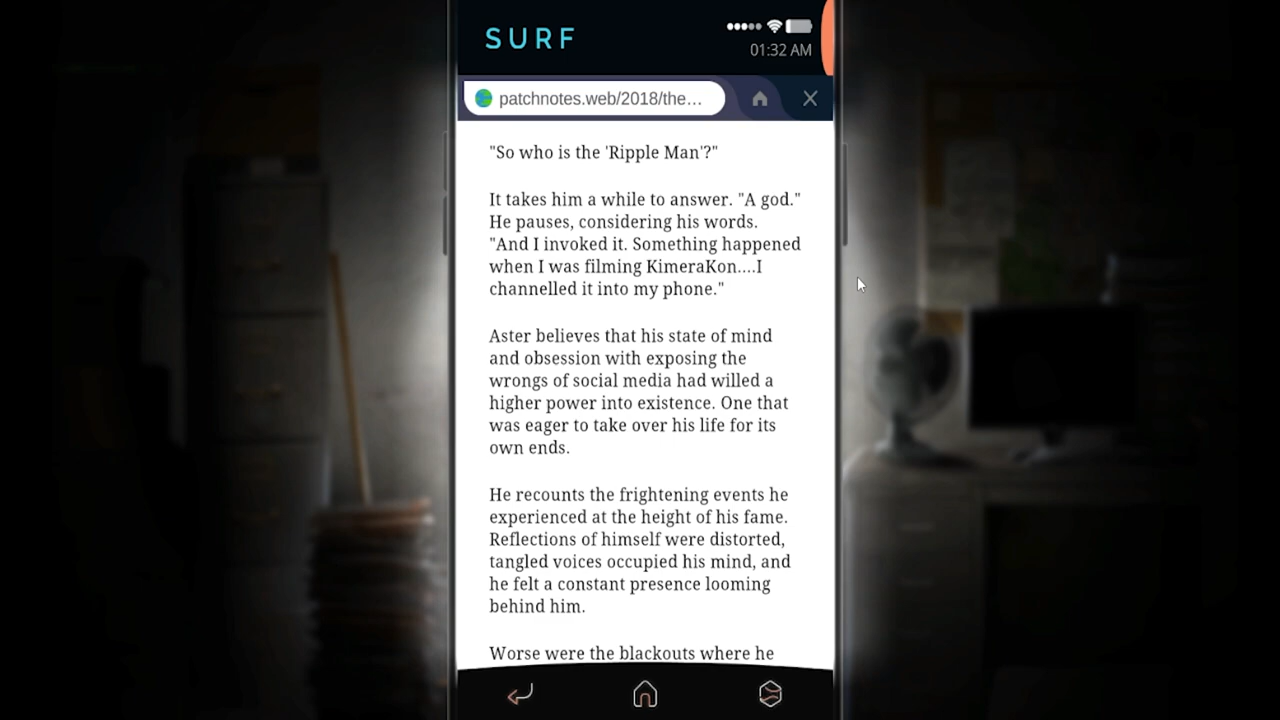 SURF
01:32 AM
patchnotes.web/2018/the...
"So who is the 'Ripple Man'?"
It takes him a while to answer. "A god."
He pauses, considering his words.
"And I invoked it. Something happened
when I was filming KimeraKon....I
channelled it into my phone."
Aster believes that his state of mind
and obsession with exposing the
wrongs of social media had willed a
higher power into existence. One that
was eager to take over his life for its
own ends.
He recounts the frightening events he
experienced at the height of his fame.
Reflections of himself were distorted,
tangled voices occupied his mind, and
he felt a constant presence looming
behind him.
Worse were the blackouts where he